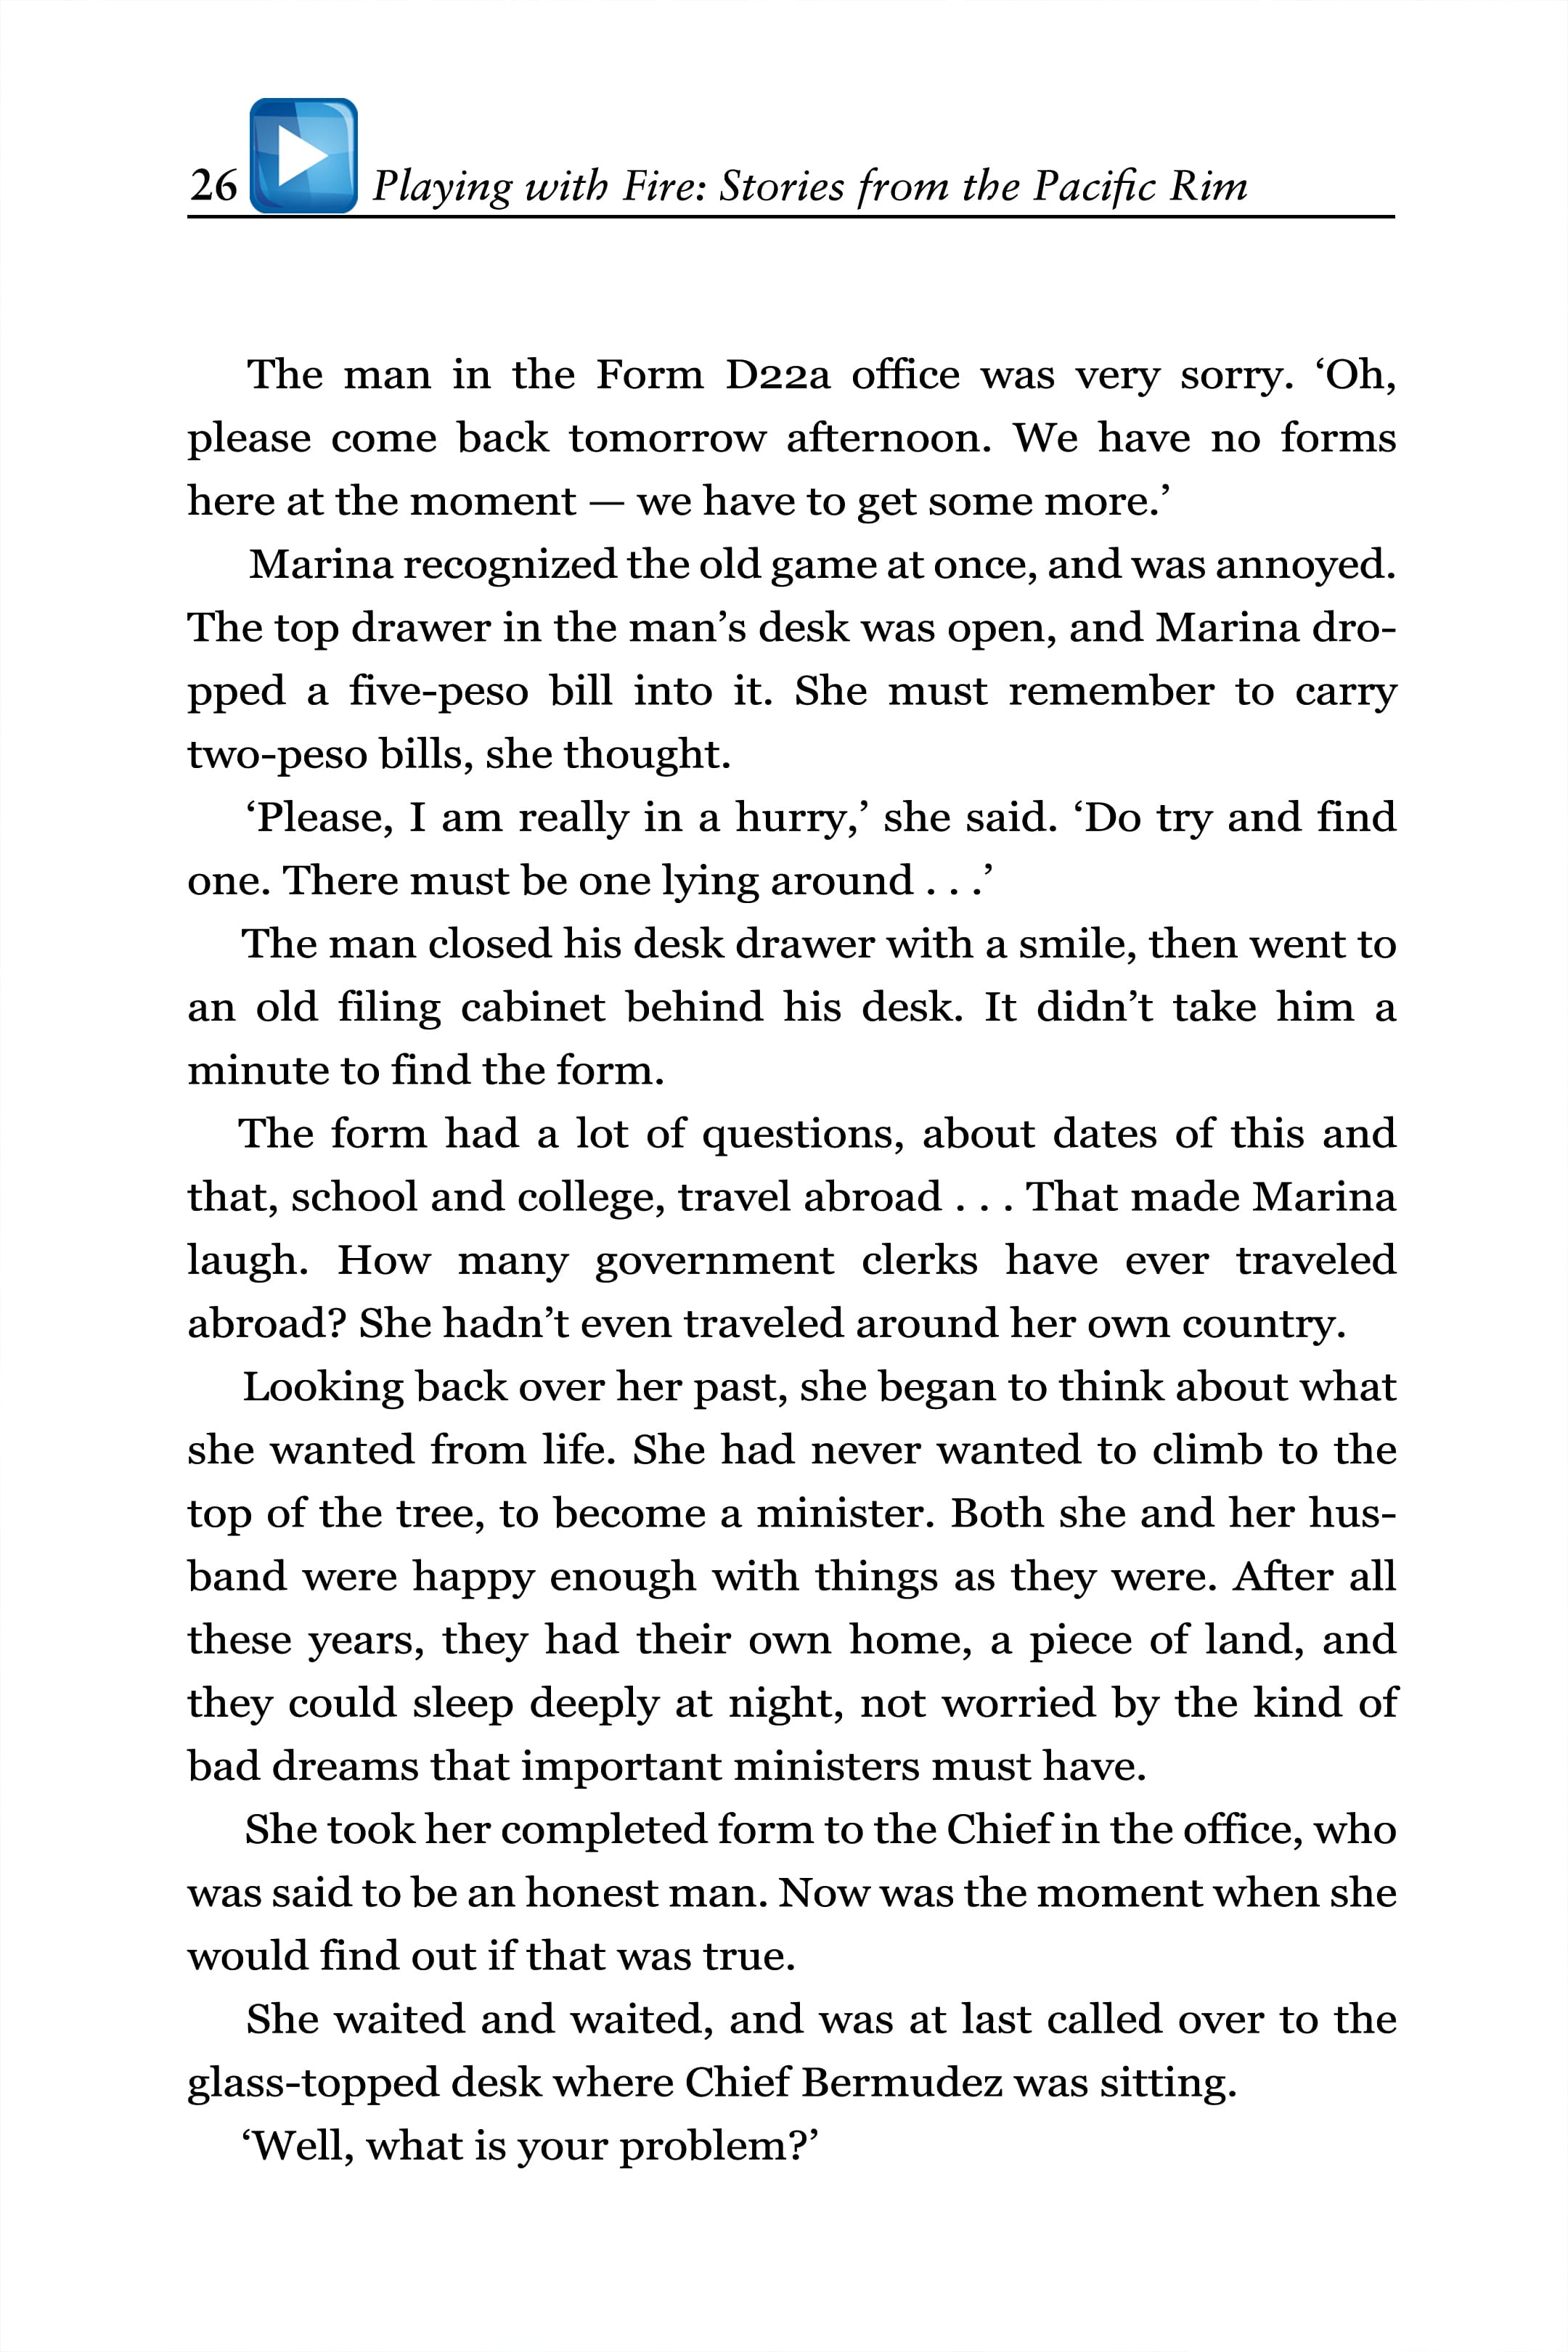 26 Playing with Fire: Stories from the Pacific Rim
The man in the Form D22a office was very sorry. ‘Oh,
please come back tomorrow afternoon. We have no forms
here at the moment — we have to get some more.’
Marina recognized the old game at once, and was annoyed.
The top drawer in the man’s desk was open, and Marina dro-
pped a five-peso bill into it. She must remember to carry
two-peso bills, she thought.
‘Please, I am really in a hurry,’ she said. ‘Do try and find
one. There must be one lying around . . .’
The man closed his desk drawer with a smile, then went to
an old filing cabinet behind his desk. It didn’t take him a
minute to find the form.
The form had a lot of questions, about dates of this and
that, school and college, travel abroad . . . That made Marina
laugh. How many government clerks have ever traveled
abroad? She hadn’t even traveled around her own country.
Looking back over her past, she began to think about what
she wanted from life. She had never wanted to climb to the
top of the tree, to become a minister. Both she and her hus-
band were happy enough with things as they were. After all
these years, they had their own home, a piece of land, and
they could sleep deeply at night, not worried by the kind of
bad dreams that important ministers must have.
She took her completed form to the Chief in the office, who
was said to be an honest man. Now was the moment when she
would find out if that was true.
She waited and waited, and was at last called over to the
glass-topped desk where Chief Bermudez was sitting.
‘Well, what is your problem?’